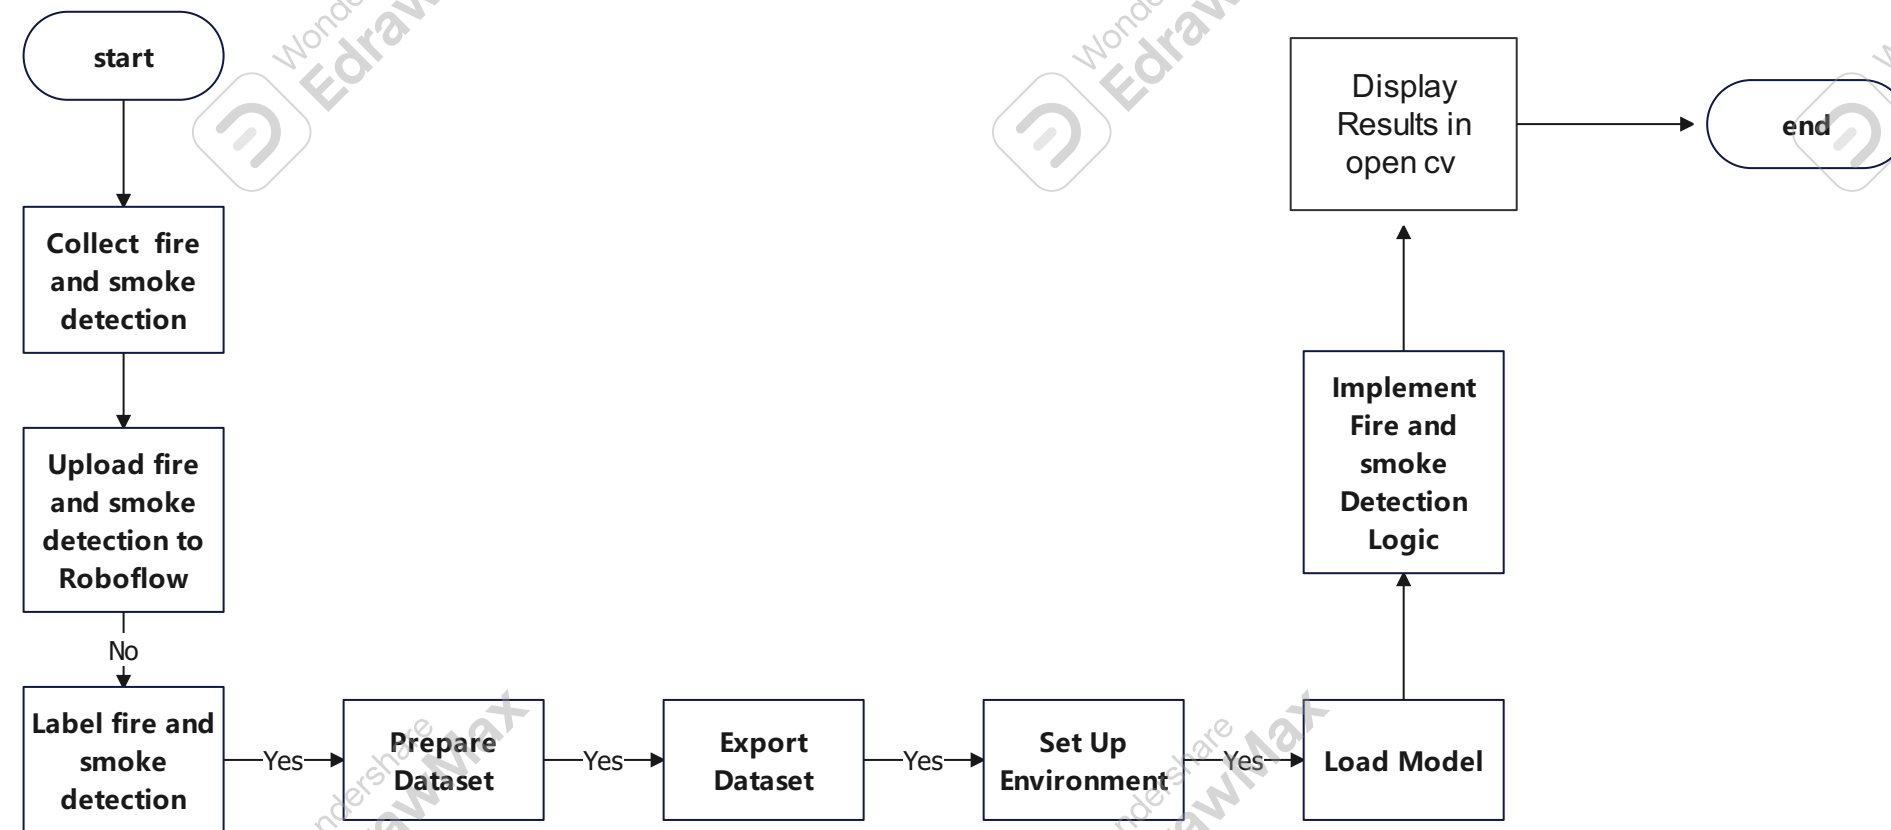 start
Collect fire
and smoke
detection
Upload fire
and smoke
detection to
Roboflow
No
Label fire and
smoke
detection
Yes
Prepare
Dataset
Yes
Export
Dataset
Yes
Set Up
Environment
Yes
Load Model
Implement
Fire and
smoke
Detection
Logic
Display
Results in
open cv
end